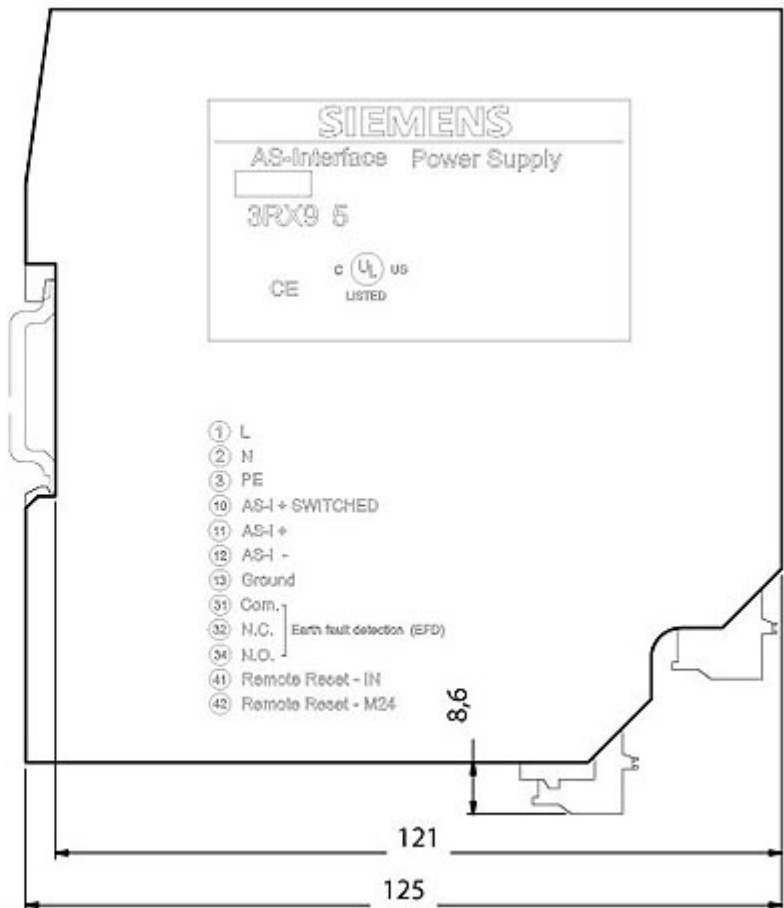 SIEMENS
AS-Interface Power Supply
3RX9 5
CE
C UL US
LISTED
1 L
2 N
3 PE
10 AS-i + SWITCHED
11 AS-i +
12 AS-i -
13 Ground
31 Com.
32 N.C. Earth fault detection (EFD)
34 N.O.
41 Remote Reset - IN
42 Remote Reset - M24
8,6
121
125